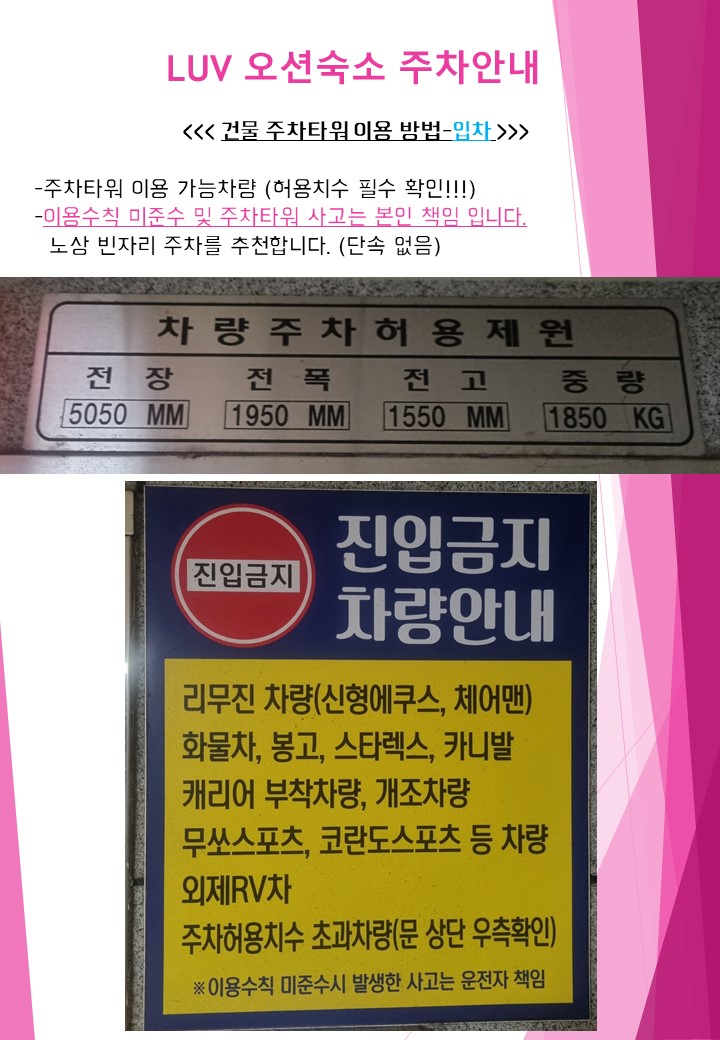 LUV 오션숙소 주차안내
<<< 건물 주차타워 이용 방법-입차 >>>
-주차타워 이용 가능차량 (허용치수 필수 확인!!!)
-이용수칙 미준수 및 주차타워 사고는 본인 책임 입니다.
노상 빈자리 주차를 추천합니다. (단속 없음)
차량주차허용제원
전장 전폭 전고 중량
5050 MM 1950 MM 1550 MM 1850 KG
진입금지
진입금지
차량안내
리무진 차량(신형에쿠스, 체어맨)
화물차, 봉고, 스타렉스, 카니발
캐리어 부착차량, 개조차량
무쏘스포츠, 코란도스포츠 등 차량
외제RV차
주차허용치수 초과차량(문 상단 우측확인)
※이용수칙 미준수시 발생한 사고는 운전자 책임